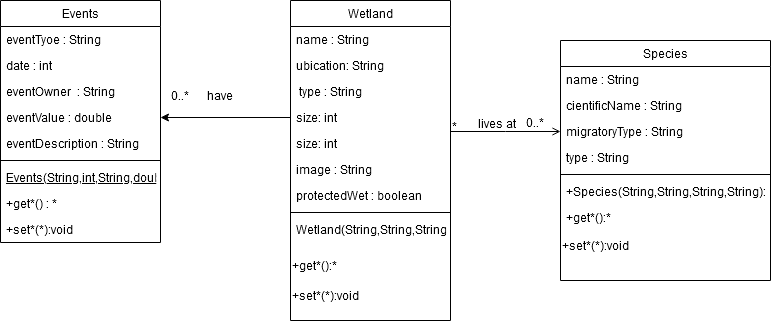 Events
eventTyoe : String
date : int
eventOwner : String
eventValue : double
eventDescription : String
Events(String,int,String,doul
+get*() : *
+set*(*):void
0..* have
Wetland
name : String
ubication: String
type : String
size: int
size: int
image : String
protectedWet : boolean
Wetland(String,String,String
+get*():*
+set*(*):void
* lives at 0..*
Species
name : String
cientificName : String
migratoryType : String
type : String
+Species(String,String,String,String):
+get*():*
+set*(*):void